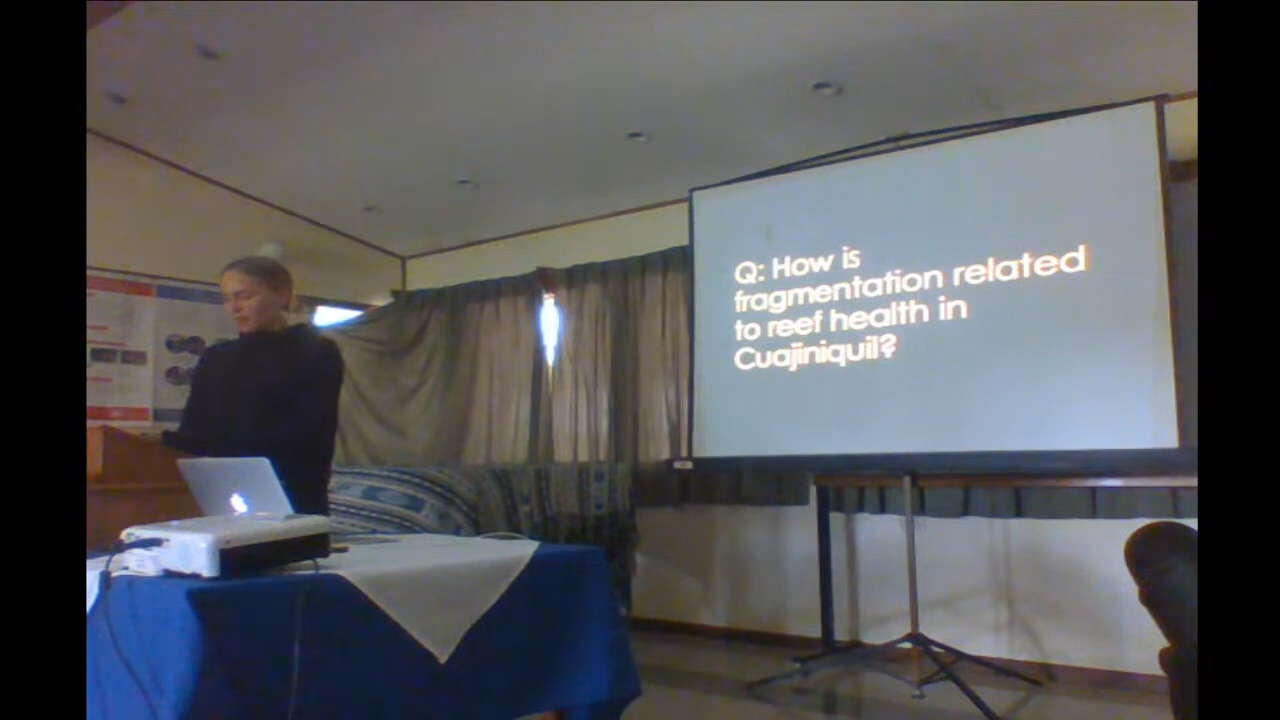 Q: How is
fragmentation related
to reef health in
Cuajiniquil?